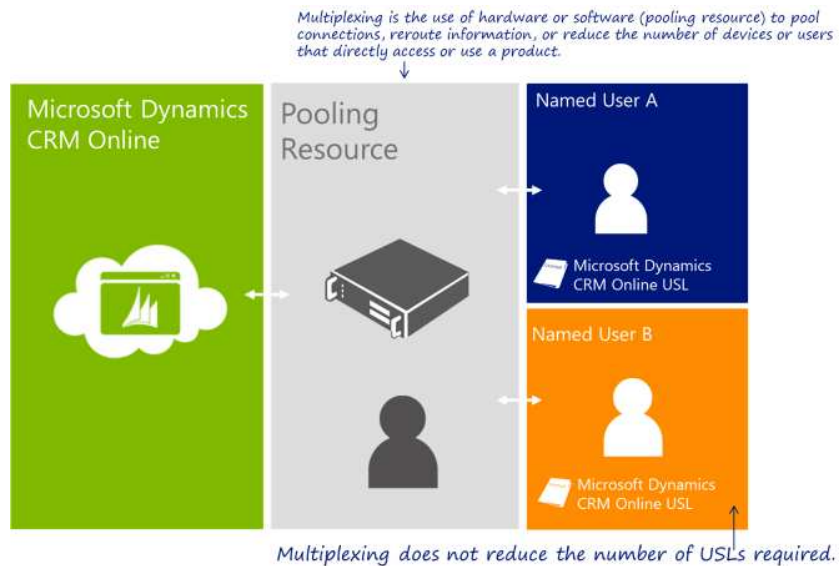 Multiplexing is the use of hardware or software (pooling resource) to pool
connections, reroute information, or reduce the number of devices or users
that directly access or use a product.
Microsoft Dynamics
CRM Online
Pooling
Resource
Named User A
Microsoft Dynamics
CRM Online USL
Named User B
Microsoft Dynamics
CRM Online USL
Multiplexing does not reduce the number of USLs required.